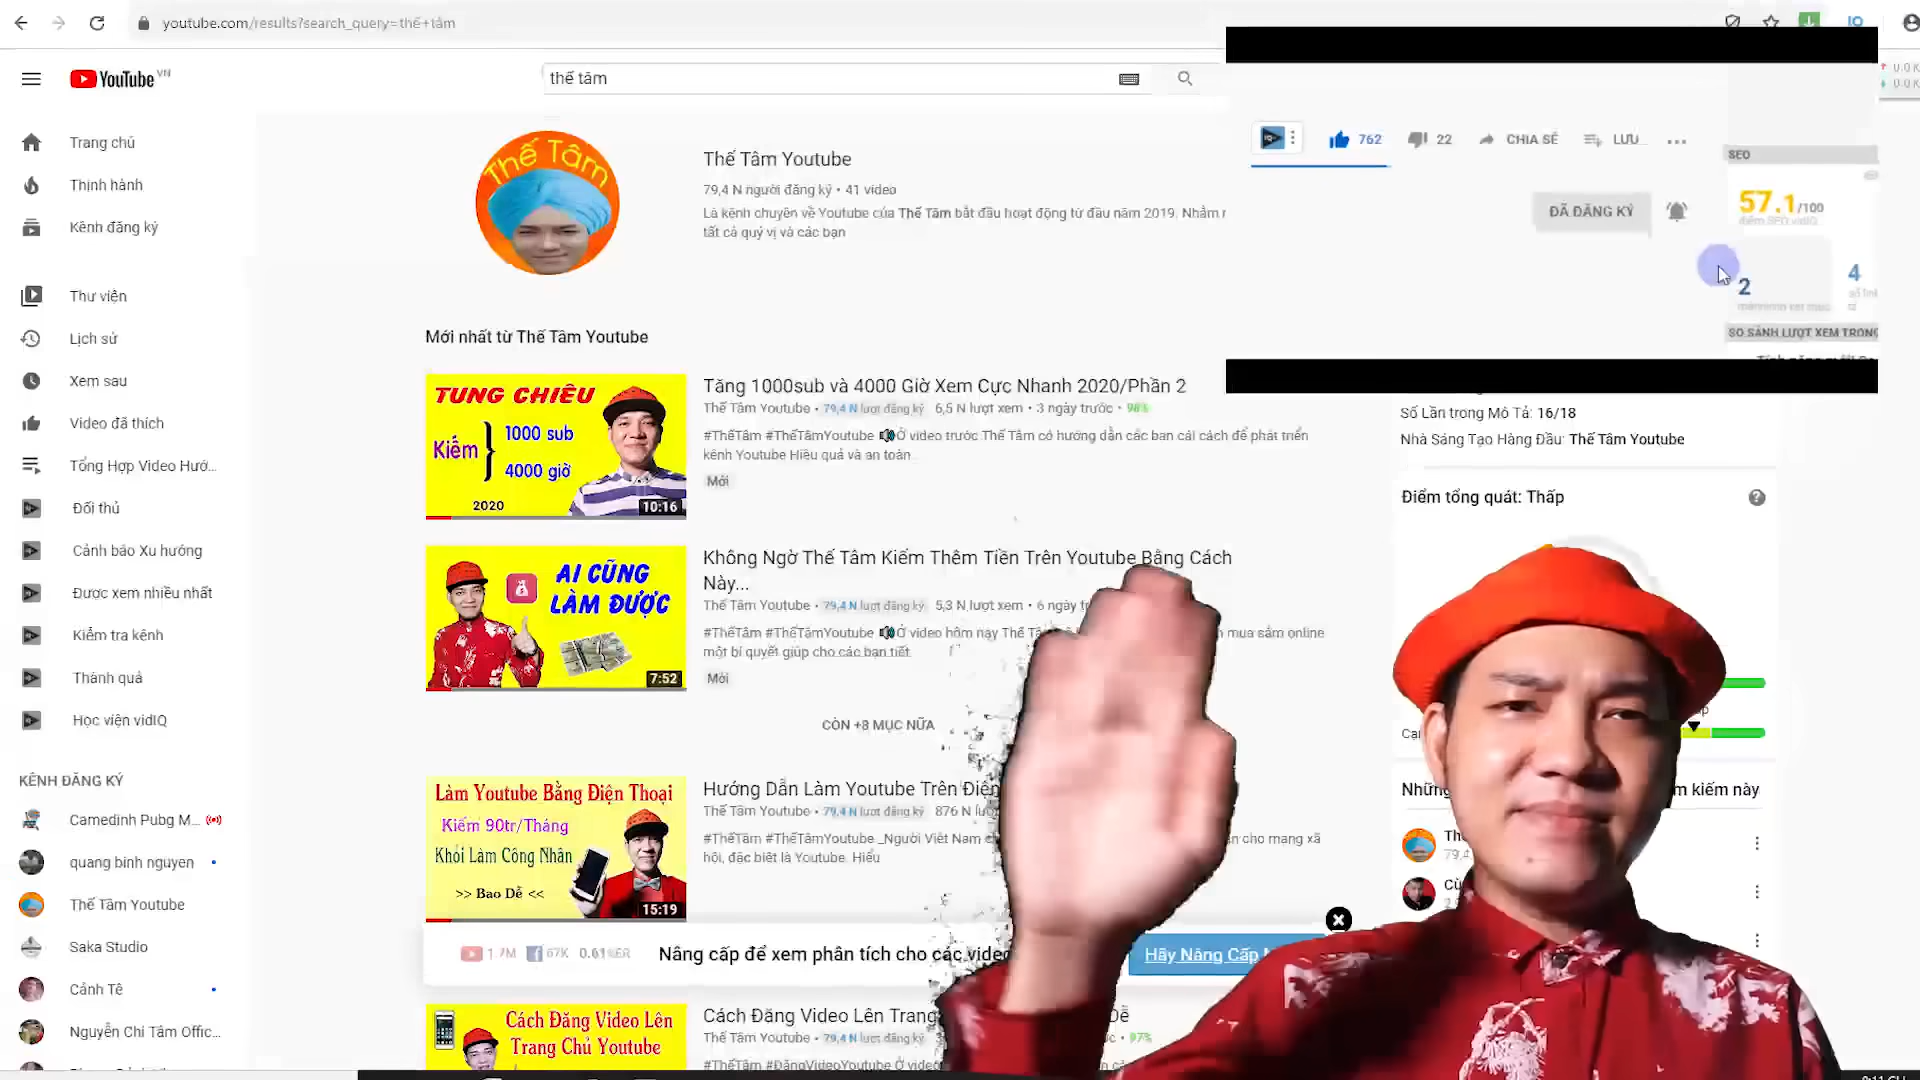 youtube.com/results?search_query=thế+tâm
YouTube VN
thế tâm
Trang chủ
Thịnh hành
Kênh đăng ký
Thư viện
Lịch sử
Xem sau
Video đã thích
Tổng Hợp Video Hướ...
Đối thủ
Cảnh báo Xu hướng
Được xem nhiều nhất
Kiểm tra kênh
Thành quả
Học viện vidIQ
KÊNH ĐĂNG KÝ
Camedinh Pubg M...
quang binh nguyen
Thế Tâm Youtube
Saka Studio
Cảnh Tê
Nguyễn Chí Tâm Offic...
Thế Tâm
Thế Tâm Youtube
79,4 N người đăng ký • 41 video
Là kênh chuyên về Youtube của Thế Tâm bắt đầu hoạt động từ đầu năm 2019. Nhằm
tất cả quý vị và các bạn
Mới nhất từ Thế Tâm Youtube
TUNG CHIÊU
Kiếm
1000 sub
4000 giờ
2020
10:16
Tăng 1000sub và 4000 Giờ Xem Cực Nhanh 2020/Phần 2
Thế Tâm Youtube • 79,4 N lượt đăng ký 6,5 N lượt xem • 3 ngày trước • 98%
#ThếTâm #ThếTâmYoutube Ở video trước Thế Tâm có hướng dẫn các bạn cái cách để phát triển
kênh Youtube Hiệu quả và an toàn
Mới
AI CŨNG
LÀM ĐƯỢC
7:52
Không Ngờ Thế Tâm Kiếm Thêm Tiền Trên Youtube Bằng Cách
Này...
Thế Tâm Youtube • 79,4 N lượt đăng ký 5,3 N lượt xem • 6 ngày
#ThếTâm #ThếTâmYoutube Ở video hôm nay Thế mua sắm online
một bí quyết giúp cho các bạn tiết
Mới
CÒN +8 MỤC NỮA
Làm Youtube Bằng Điện Thoại
Kiếm 90tr/Tháng
Khỏi Làm Công Nhân
>> Bao Dễ <<
15:19
Hướng Dẫn Làm Youtube Trên
Thế Tâm Youtube • 79,4 N lượt đăng ký 876 N
#ThếTâm #ThếTâmYoutube _Người Việt Nam cho mạng xã
hội, đặc biệt là Youtube. Hiểu
1.7M 67K 0.61%ER Nâng cấp để xem phân tích cho các video
Hãy Nâng Cấp
Cách Đăng Video Lên
Trang Chủ Youtube
Cách Đăng Video Lên Trang
Thế Tâm Youtube • 79,4 N lượt đăng ký
97%
#ThếTâm #ĐăngVideoYoutube Ở
762 22 CHIA SẺ LƯU
ĐÃ ĐĂNG KÝ
SEO
57.1/100
điểm SEO vidIQ
2
4
SO SÁNH LƯỢT XEM TRONG
Số Lần trong Mô Tả: 16/18
Nhà Sáng Tạo Hàng Đầu: Thế Tâm Youtube
Điểm tổng quát: Thấp
kiếm này